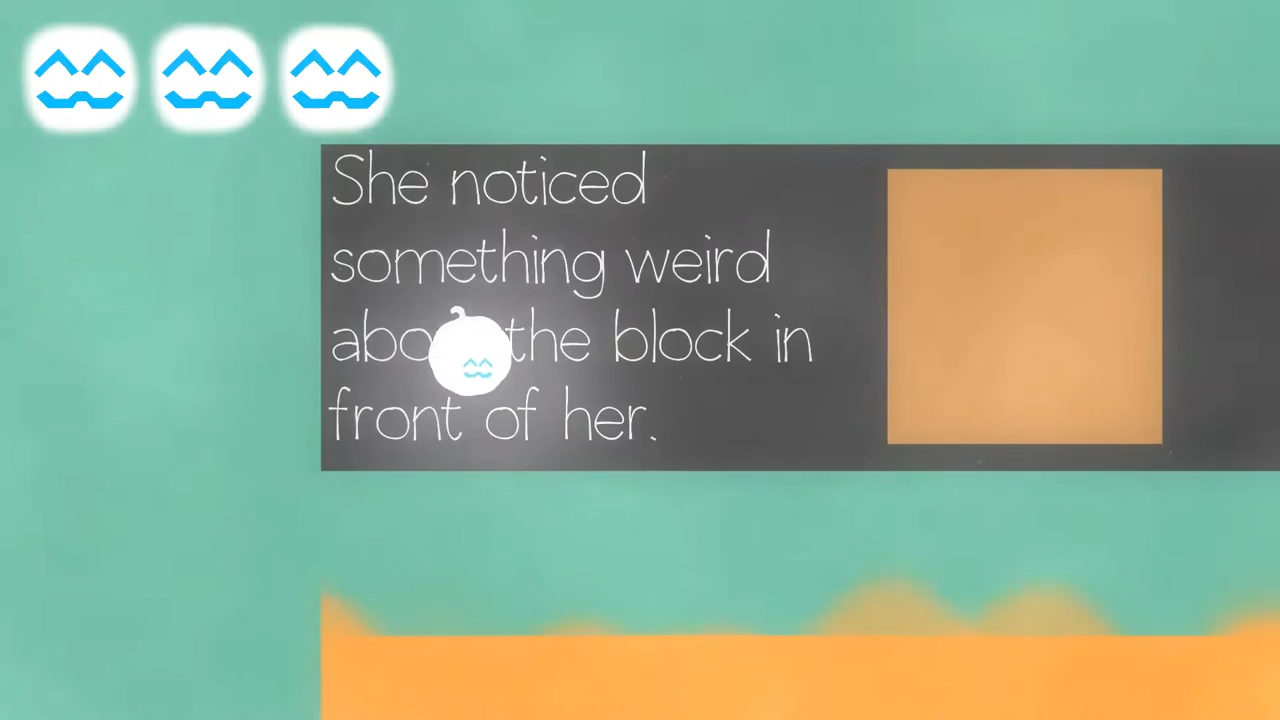 She noticed
something weird
the block in
front of her.